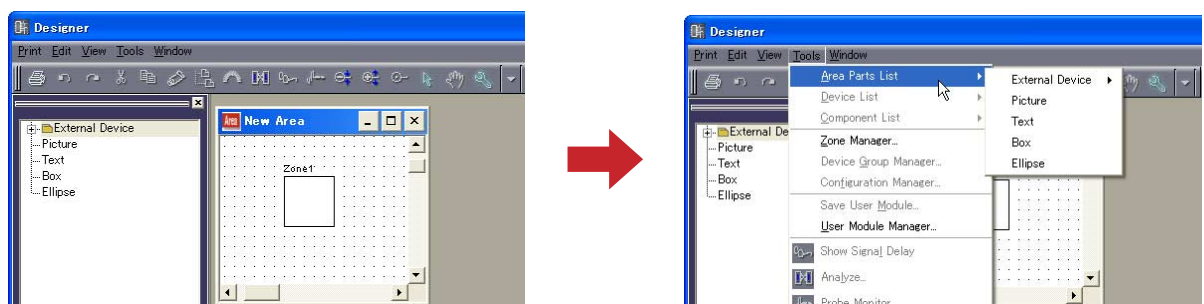 Designer
Print Edit View Tools Window
External Device
Picture
Text
Box
Ellipse
Area New Area
Zone1
Designer
Print Edit View Tools Window
External De
Picture
Text
Box
Ellipse
Area Parts List
Device List
Component List
Zone Manager...
Device Group Manager...
Configuration Manager...
Save User Module...
User Module Manager...
Show Signal Delay
Analyze...
Probe Monitor
External Device
Picture
Text
Box
Ellipse